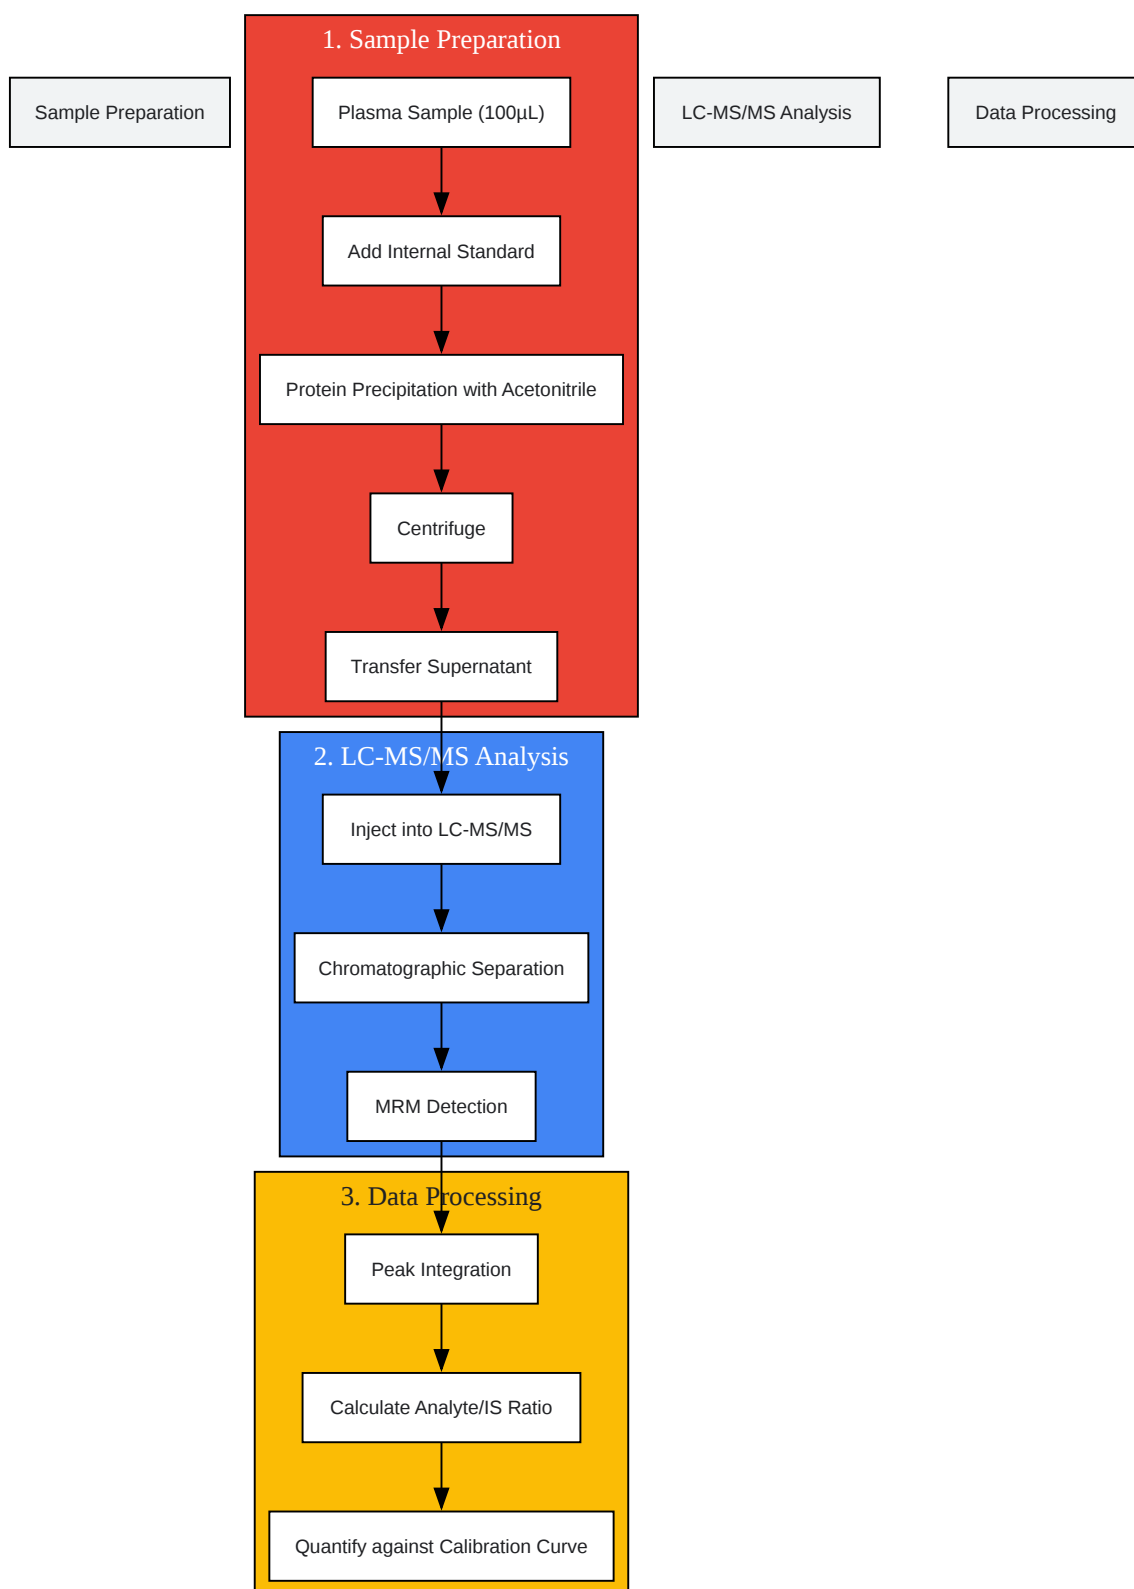 1. Sample Preparation
Sample Preparation
Plasma Sample (100µL)
LC-MS/MS Analysis
Data Processing
Add Internal Standard
Protein Precipitation with Acetonitrile
Centrifuge
Transfer Supernatant
2. LC-MS/MS Analysis
Inject into LC-MS/MS
Chromatographic Separation
MRM Detection
3. Data Processing
Peak Integration
Calculate Analyte/IS Ratio
Quantify against Calibration Curve